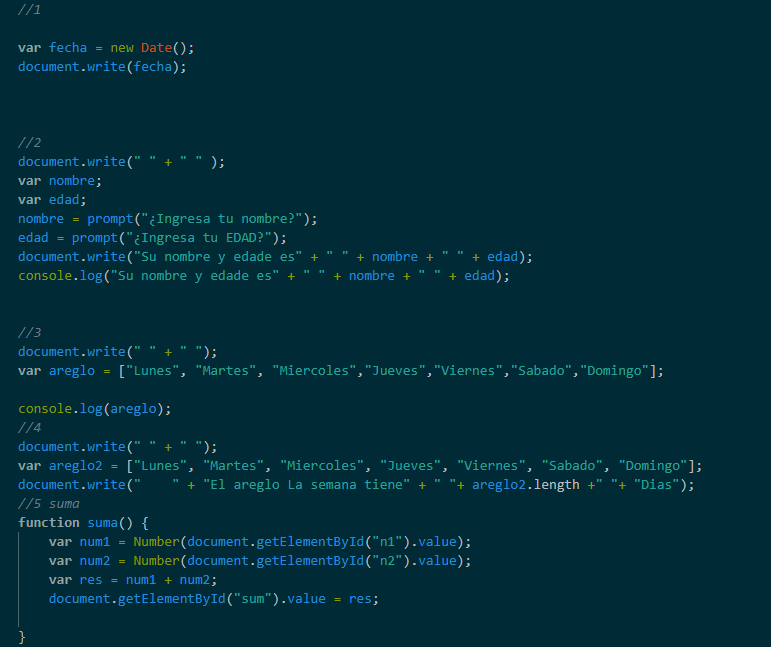 //1
var fecha = new Date();
document.write(fecha);
//2
document.write(" " + " " );
var nombre;
var edad;
nombre = prompt("¿Ingresa tu nombre?");
edad = prompt("¿Ingresa tu EDAD?");
document.write("Su nombre y edade es" + " " + nombre + " " + edad);
console.log("Su nombre y edade es" + " " + nombre + " " + edad);
//3
document.write(" " + " ");
var areglo = ["Lunes", "Martes", "Miercoles","Jueves","Viernes","Sabado","Domingo"];
console.log(areglo);
//4
document.write(" " + " ");
var areglo2 = ["Lunes", "Martes", "Miercoles", "Jueves", "Viernes", "Sabado", "Domingo"];
document.write("    " + "El areglo La semana tiene" + " "+ areglo2.length +" "+ "Dias");
//5 suma
function suma() {
    var num1 = Number(document.getElementById("n1").value);
    var num2 = Number(document.getElementById("n2").value);
    var res = num1 + num2;
    document.getElementById("sum").value = res;
}